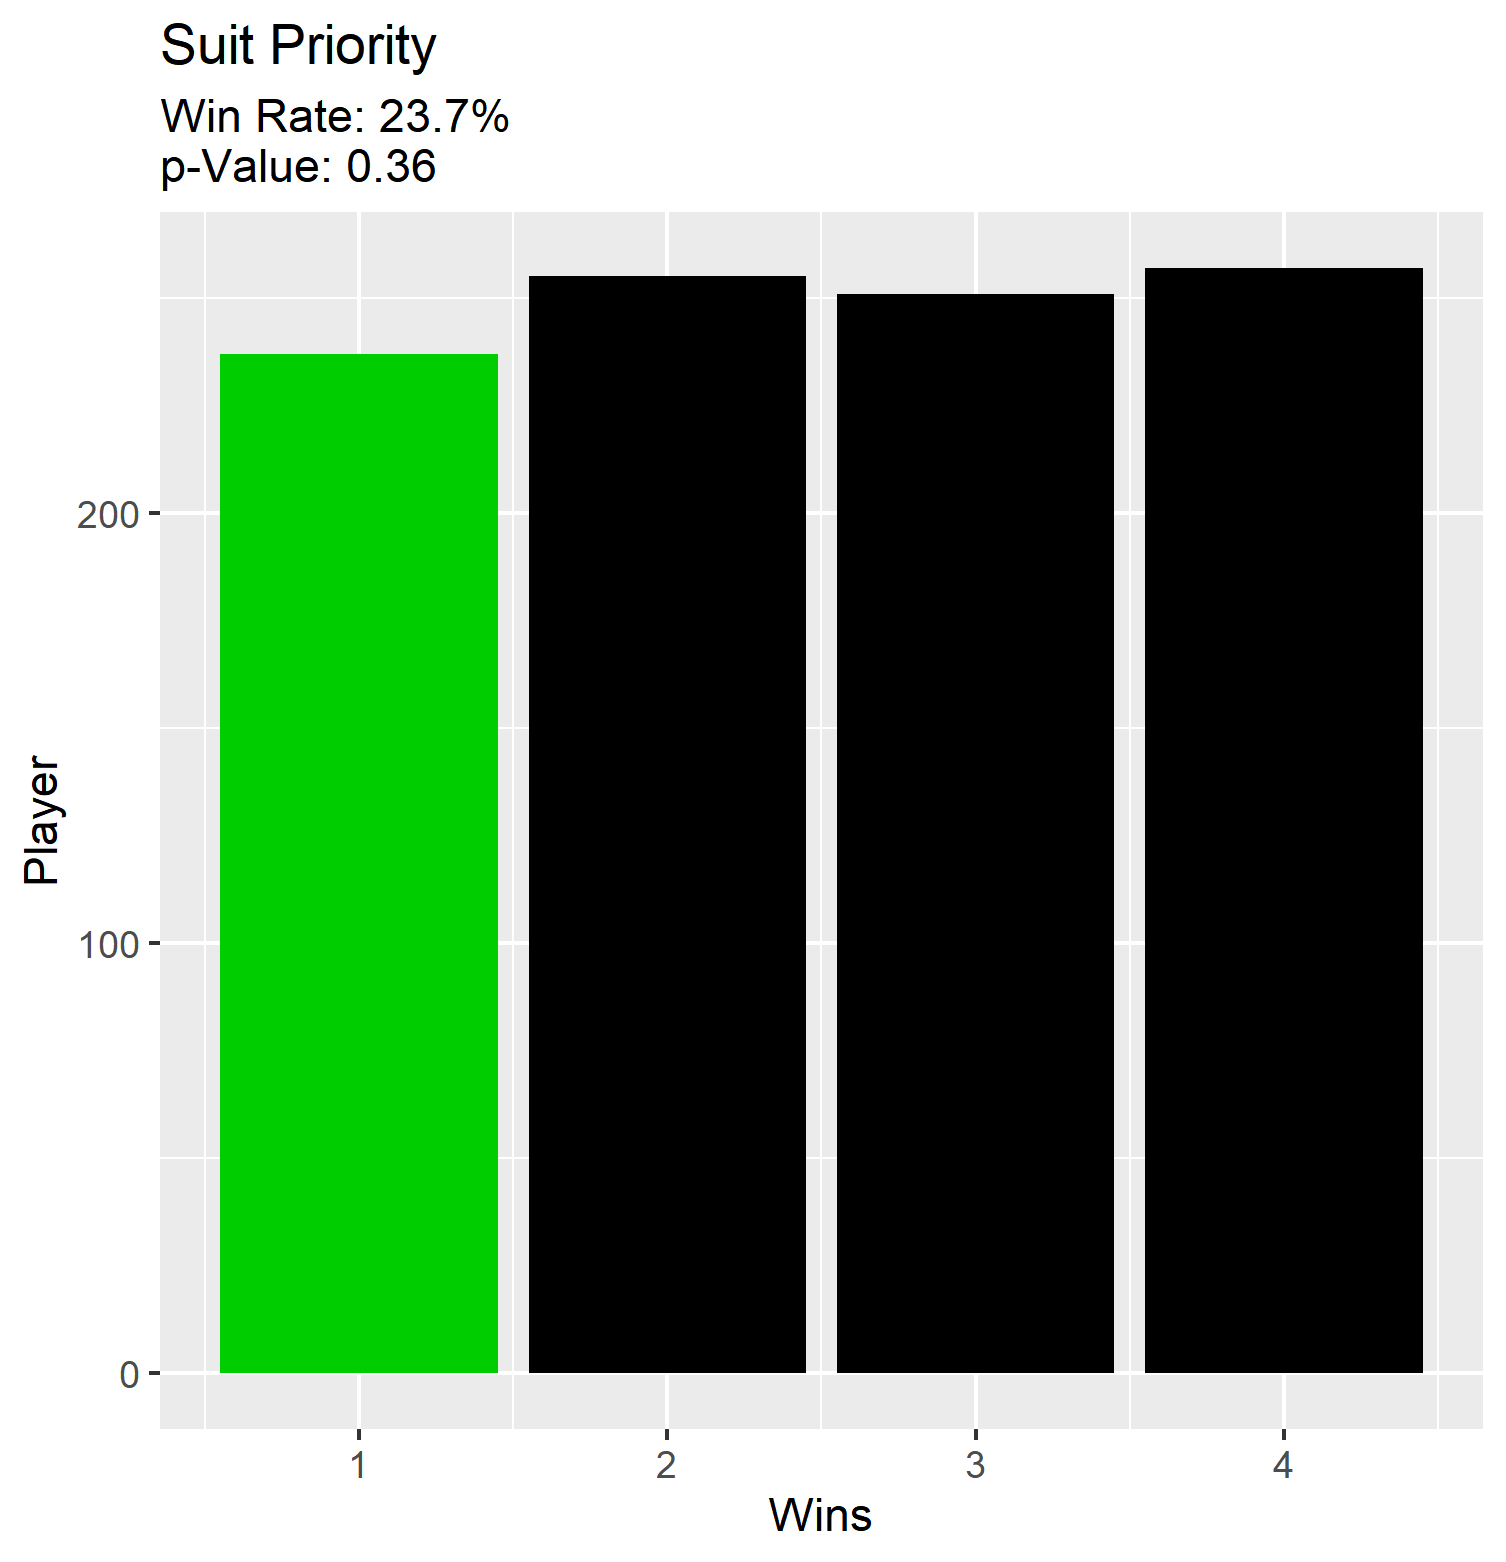 Suit Priority
Win Rate: 23.7%
p-Value: 0.36
Player
200
100
0
1 2 3 4
Wins